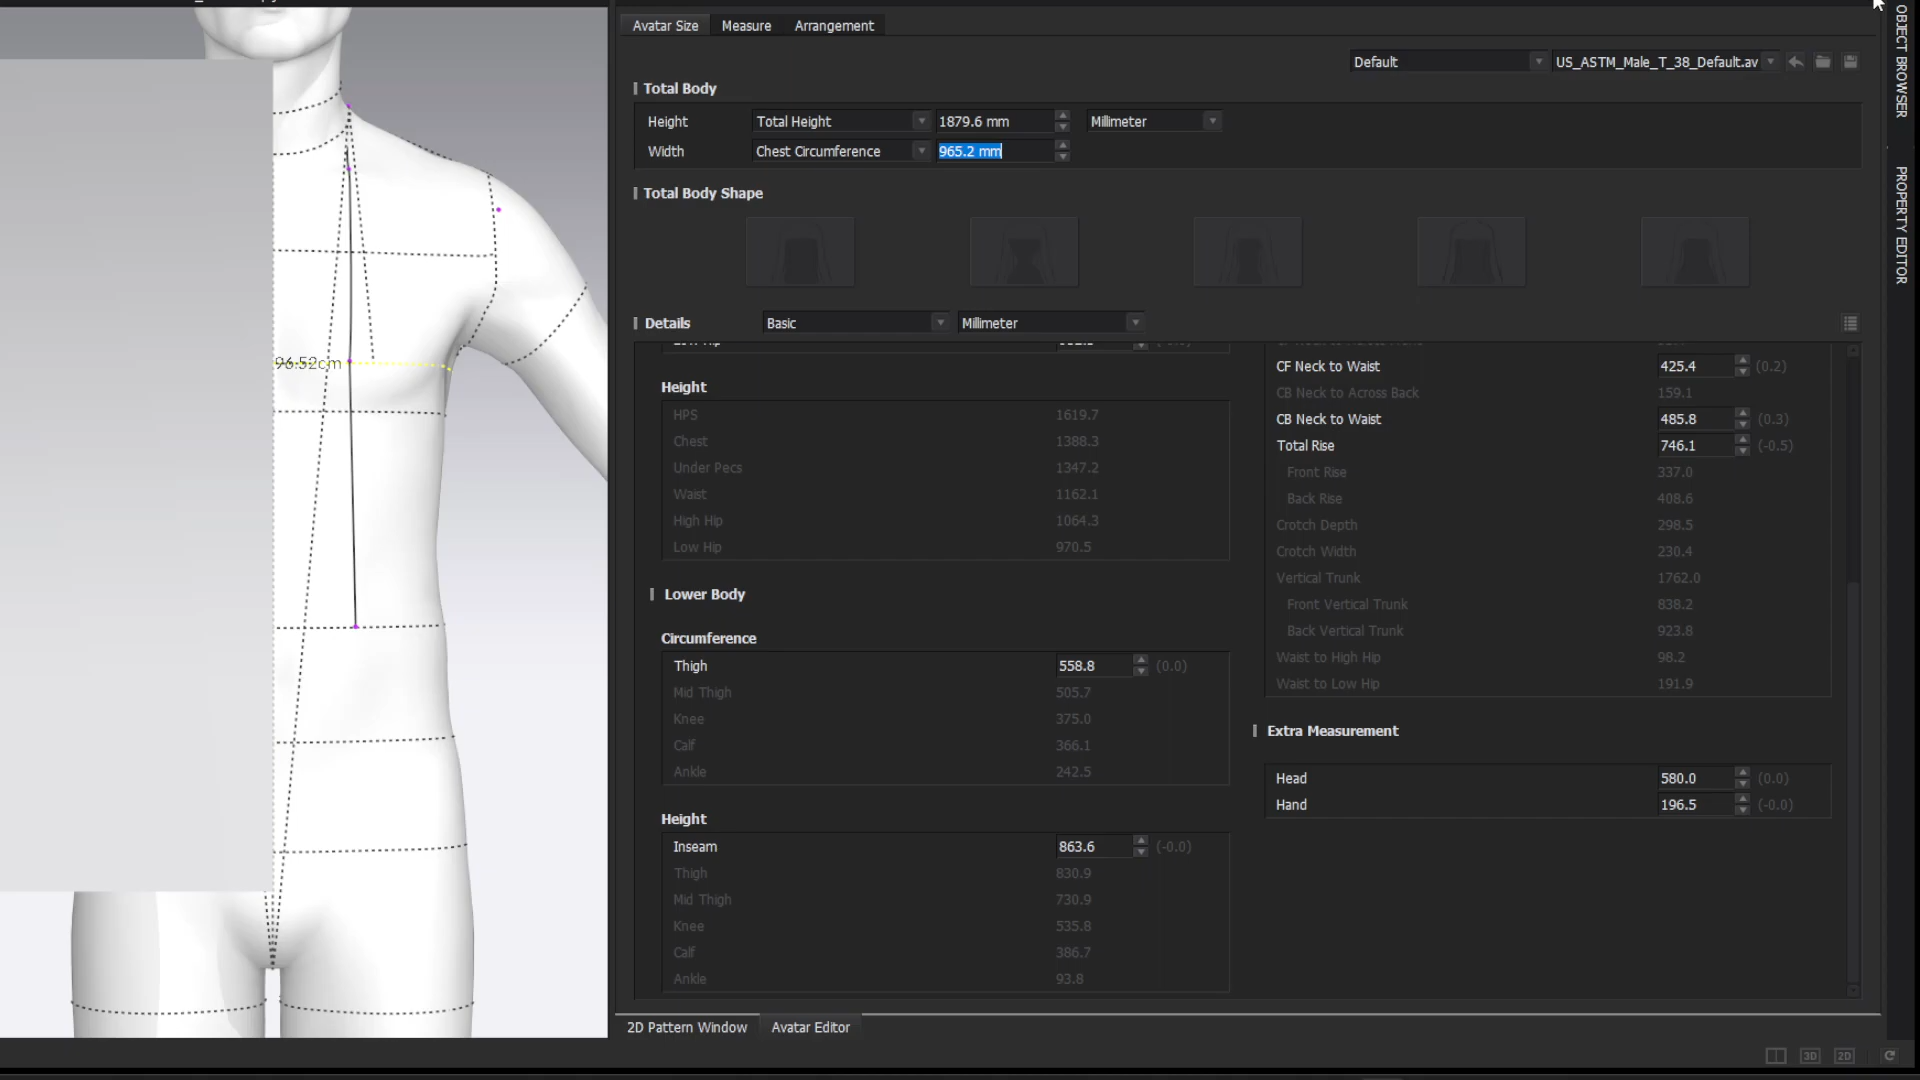 Avatar Size
Measure
Arrangement
Default
US_ASTM_Male_T_38_Default.av
Total Body
Height
Total Height
1879.6 mm
Millimeter
Width
Chest Circumference
965.2 mm
Total Body Shape
Details
Basic
Millimeter
Height
HPS 1619.7
Chest 1388.3
Under Pecs 1347.2
Waist 1162.1
High Hip 1064.3
Low Hip 970.5
Lower Body
Circumference
Thigh 558.8 (0.0)
Mid Thigh 505.7
Knee 375.0
Calf 366.1
Ankle 242.5
Height
Inseam 863.6 (-0.0)
Thigh 830.9
Mid Thigh 730.9
Knee 535.8
Calf 386.7
Ankle 93.8
CF Neck to Waist 425.4 (0.2)
CB Neck to Across Back 159.1
CB Neck to Waist 485.8 (0.3)
Total Rise 746.1 (-0.5)
Front Rise 337.0
Back Rise 408.6
Crotch Depth 298.5
Crotch Width 230.4
Vertical Trunk 1762.0
Front Vertical Trunk 838.2
Back Vertical Trunk 923.8
Waist to High Hip 98.2
Waist to Low Hip 191.9
Extra Measurement
Head 580.0 (0.0)
Hand 196.5 (-0.0)
2D Pattern Window
Avatar Editor
3D
2D
OBJECT BROWSER
PROPERTY EDITOR
96.52cm